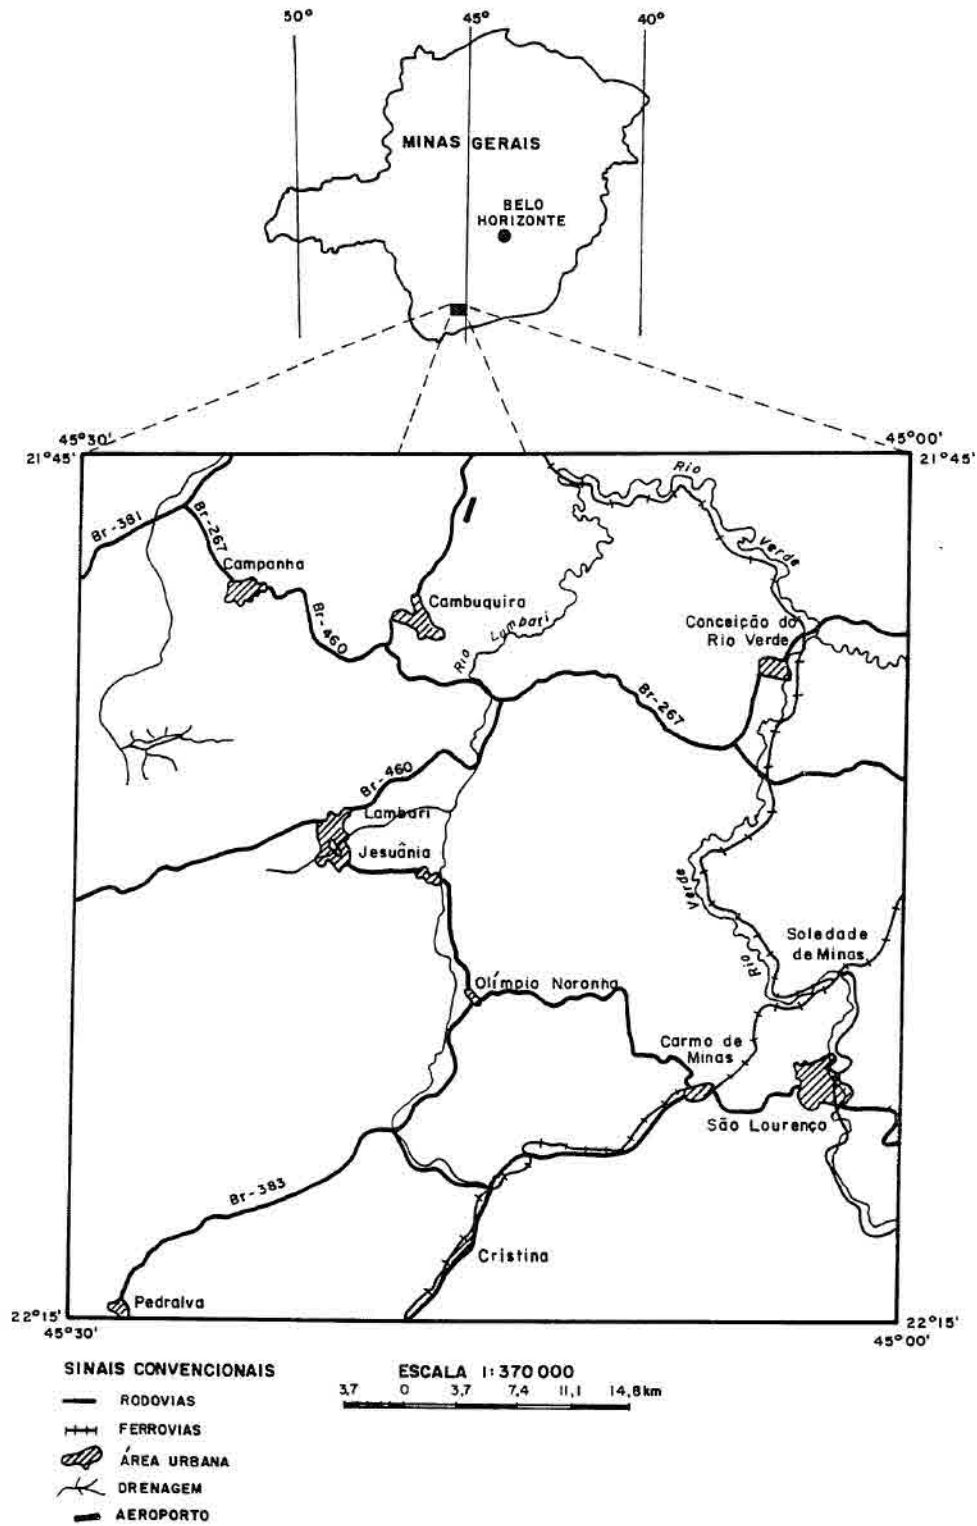 50°
45°
40°
MINAS GERAIS
BELO
HORIZONTE
45°30'
45°00'
21°45'
21°45'
Rio
Verde
Br-381
Br-267
Campanha
Cambuquira
Rio Lambari
Conceição do
Rio Verde
Br-460
Br-267
Br-460
Lambari
Jesuânia
Verde
Rio
Soledade
de Minas
Olímpio Noronha
Carmo de
Minas
São Lourenço
Br-383
Cristina
Pedralva
22°15'
22°15'
45°30'
45°00'
SINAIS CONVENCIONAIS
RODOVIAS
FERROVIAS
ÁREA URBANA
DRENAGEM
AEROPORTO
ESCALA 1:370 000
3,7 0 3,7 7,4 11,1 14,8 km